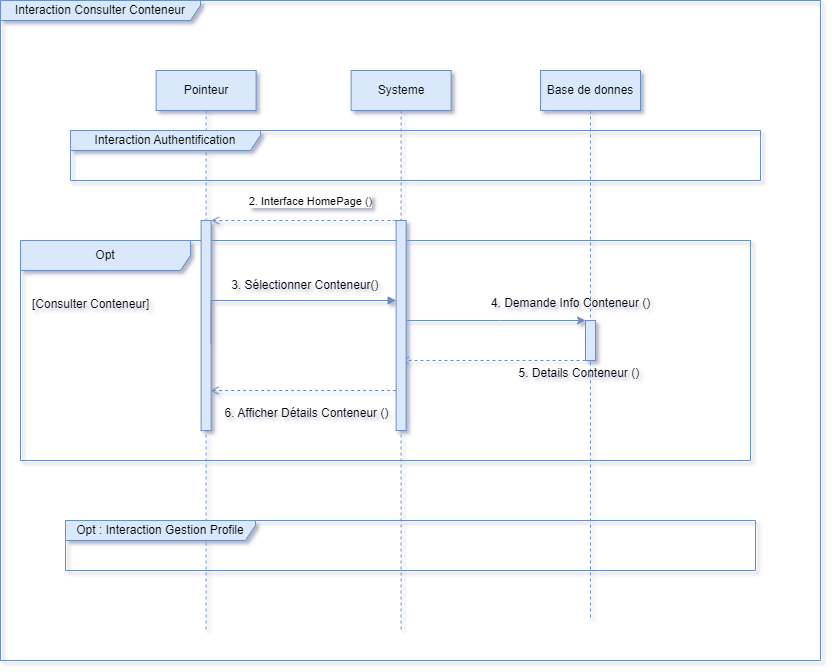 Interaction Consulter Conteneur
Pointeur
Systeme
Base de donnes
Interaction Authentification
2. Interface HomePage ()
Opt
3. Sélectionner Conteneur()
[Consulter Conteneur]
4. Demande Info Conteneur ()
5. Details Conteneur ()
6. Afficher Détails Conteneur ()
Opt : Interaction Gestion Profile